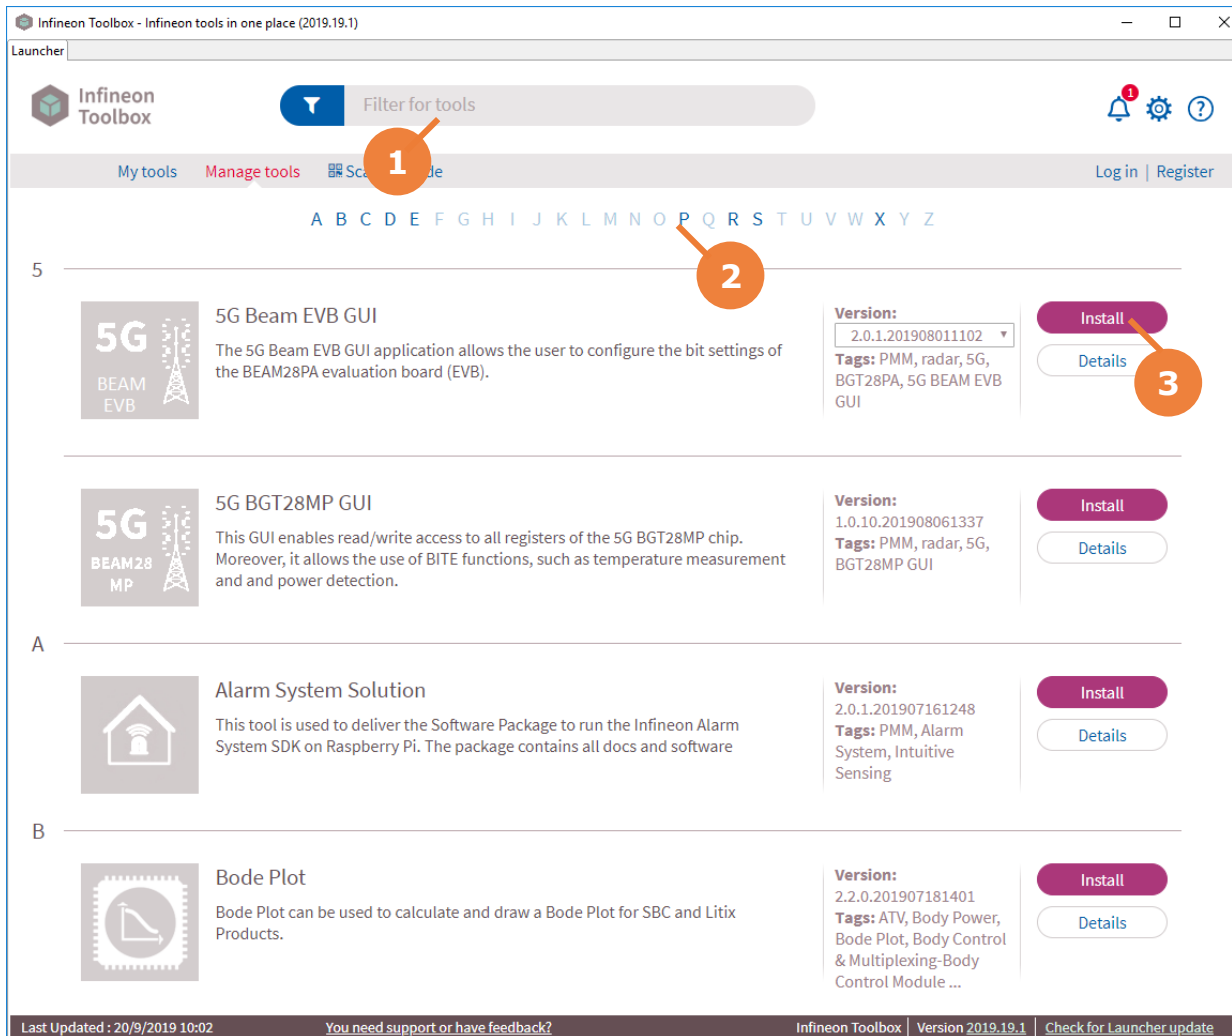 Infineon Toolbox - Infineon tools in one place (2019.19.1)
Launcher
Infineon
Toolbox
Filter for tools
1
1
My tools Manage tools Log in | Register
A B C D E F G H I J K L M N O P Q R S T U V W X Y Z
2
5
5G
BEAM
EVB
5G Beam EVB GUI
The 5G Beam EVB GUI application allows the user to configure the bit settings of
the BEAM28PA evaluation board (EVB).
Version:
2.0.1.201908011102
Tags: PMM, radar, 5G,
BGT28PA, 5G BEAM EVB
GUI
Install
Details
3
5G
BEAM28
MP
5G BGT28MP GUI
This GUI enables read/write access to all registers of the 5G BGT28MP chip.
Moreover, it allows the use of BITE functions, such as temperature measurement
and and power detection.
Version:
1.0.10.201908061337
Tags: PMM, radar, 5G,
BGT28MP GUI
Install
Details
A
Alarm System Solution
This tool is used to deliver the Software Package to run the Infineon Alarm
System SDK on Raspberry Pi. The package contains all docs and software
Version:
2.0.1.201907161248
Tags: PMM, Alarm
System, Intuitive
Sensing
Install
Details
B
Bode Plot
Bode Plot can be used to calculate and draw a Bode Plot for SBC and Litix
Products.
Version:
2.2.0.201907181401
Tags: ATV, Body Power,
Bode Plot, Body Control
& Multiplexing-Body
Control Module ...
Install
Details
Last Updated : 20/9/2019 10:02 You need support or have feedback? Infineon Toolbox | Version 2019.19.1 | Check for Launcher update